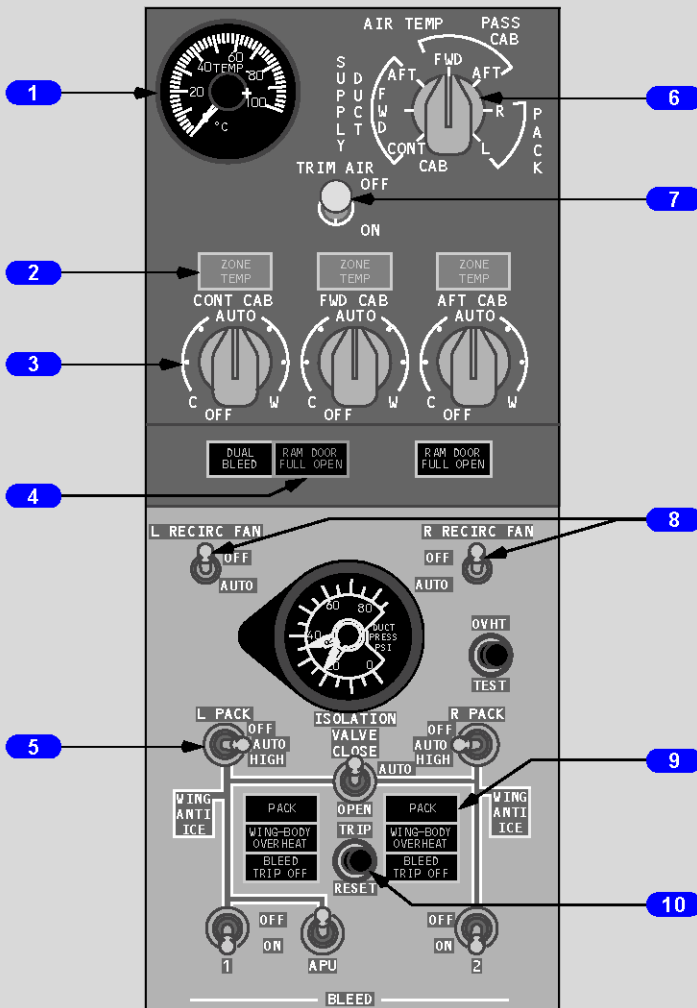 AIR TEMP
PASS CAB
SUPPLY DUCT
AFT
FWD
CONT CAB
FWD
AFT
R
L
PACK
20
40
60
80
100
TEMP
°C
1
6
TRIM AIR
OFF
ON
7
2
ZONE TEMP
ZONE TEMP
ZONE TEMP
CONT CAB
FWD CAB
AFT CAB
AUTO
AUTO
AUTO
3
C
W
C
W
C
W
OFF
OFF
OFF
DUAL BLEED
RAM DOOR FULL OPEN
RAM DOOR FULL OPEN
4
L RECIRC FAN
R RECIRC FAN
8
OFF
AUTO
OFF
AUTO
0
20
40
60
80
DUCT PRESS PSI
R
OVHT
TEST
L PACK
R PACK
OFF
AUTO
HIGH
OFF
AUTO
HIGH
5
ISOLATION VALVE
CLOSE
AUTO
OPEN
9
WING ANTI ICE
WING ANTI ICE
PACK
WING-BODY OVERHEAT
BLEED TRIP OFF
TRIP
RESET
PACK
WING-BODY OVERHEAT
BLEED TRIP OFF
10
OFF
ON
OFF
ON
1
APU
2
BLEED